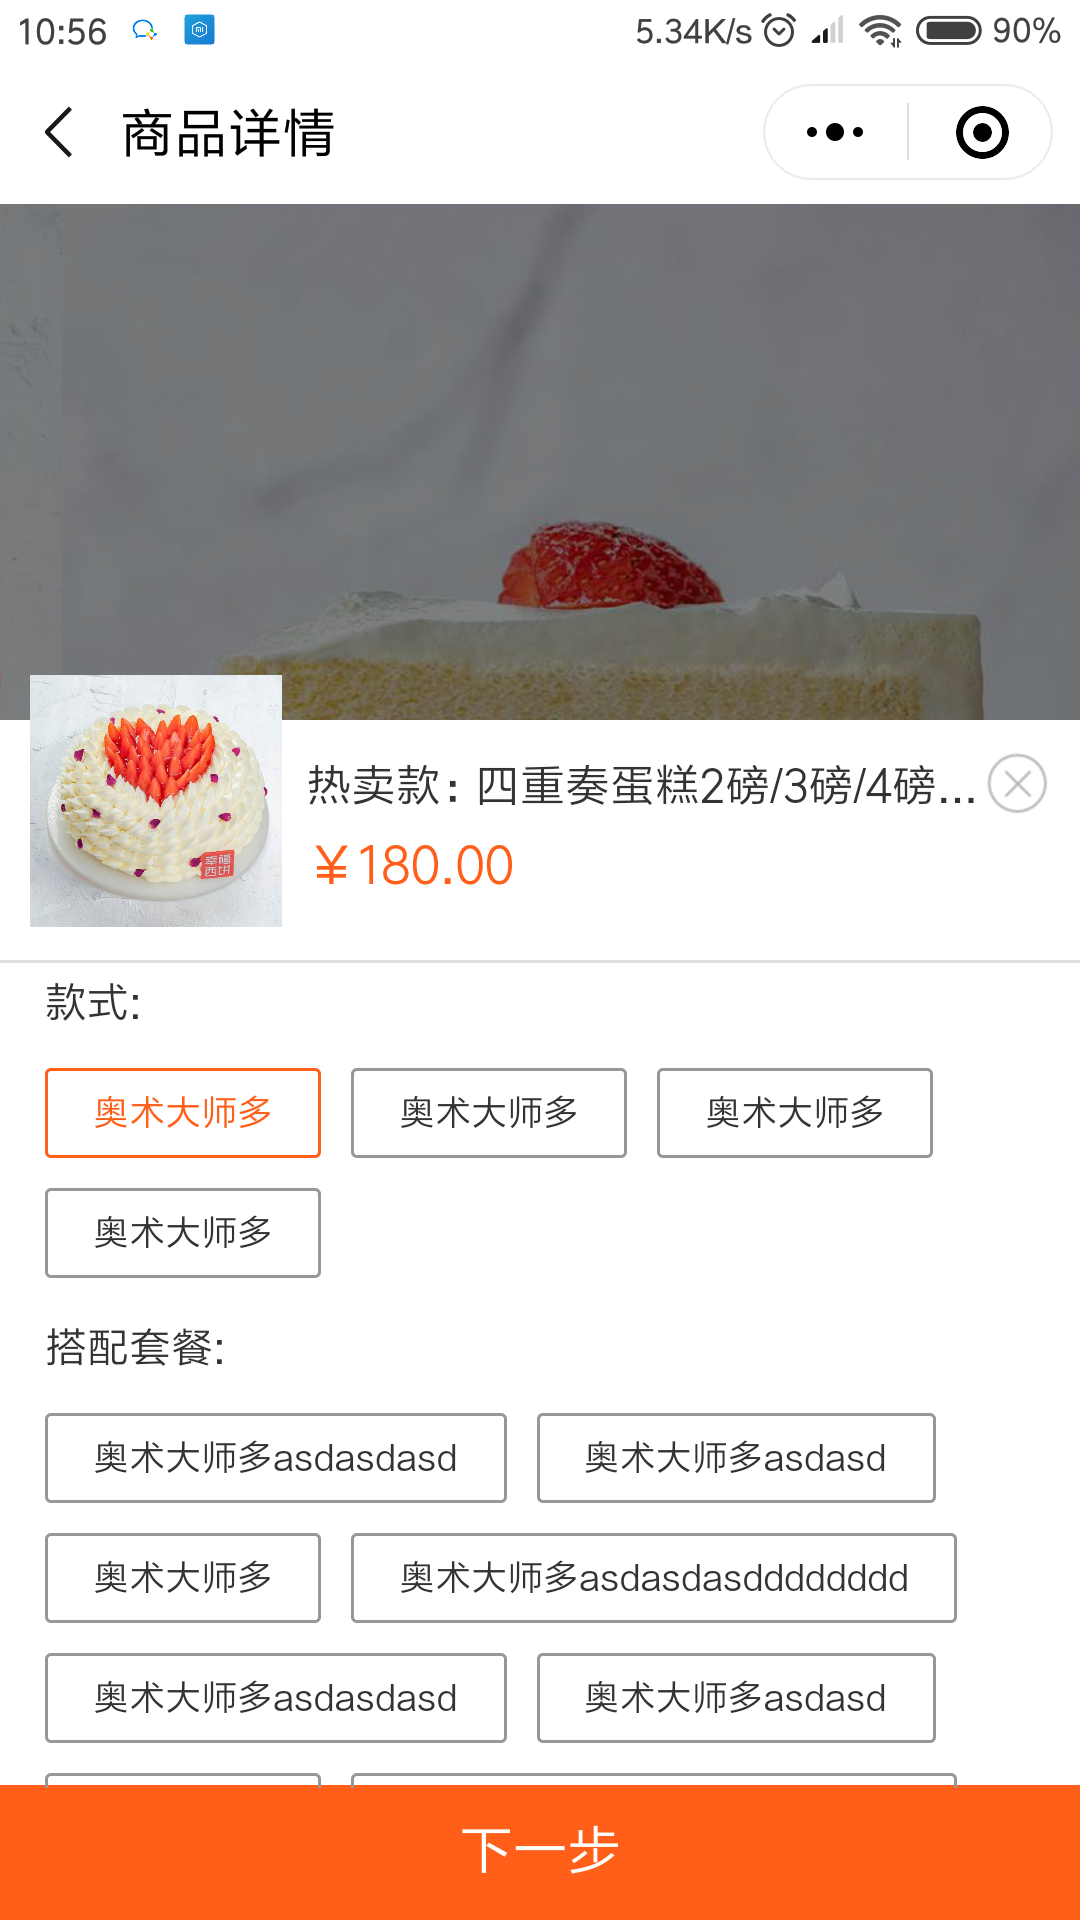 10:56 5.34K/s 90%
商品详情
幸福
西饼
热卖款：四重奏蛋糕2磅/3磅/4磅...
￥180.00
款式:
奥术大师多 奥术大师多 奥术大师多
奥术大师多
搭配套餐:
奥术大师多asdasdasd 奥术大师多asdasd
奥术大师多 奥术大师多asdasdasdddddddd
奥术大师多asdasdasd 奥术大师多asdasd
下一步